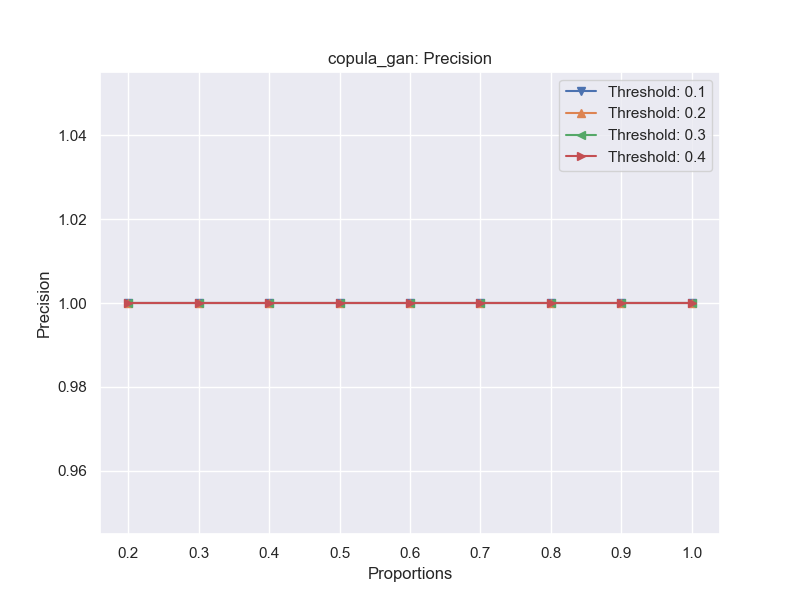 copula_gan: Precision
Threshold: 0.1
Threshold: 0.2
Threshold: 0.3
Threshold: 0.4
1.04
1.02
1.00
0.98
0.96
Precision
0.2 0.3 0.4 0.5 0.6 0.7 0.8 0.9 1.0
Proportions